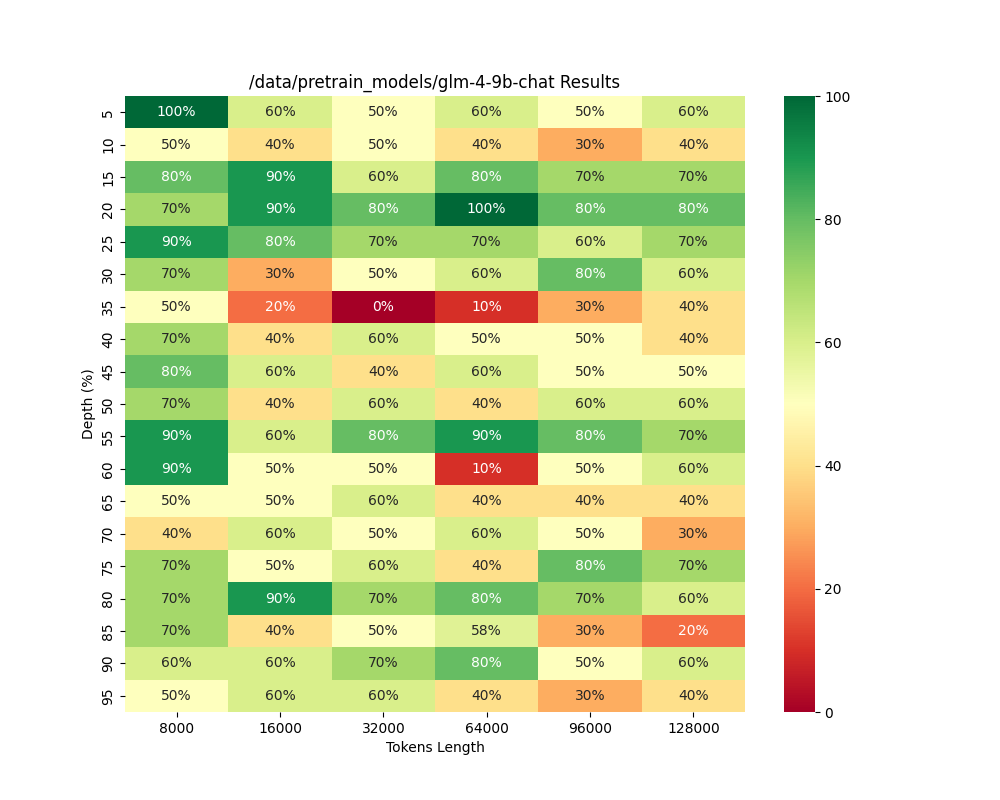 /data/pretrain_models/glm-4-9b-chat Results
5 100% 60% 50% 60% 50% 60%
10 50% 40% 50% 40% 30% 40%
15 80% 90% 60% 80% 70% 70%
20 70% 90% 80% 100% 80% 80%
25 90% 80% 70% 70% 60% 70%
30 70% 30% 50% 60% 80% 60%
35 50% 20% 0% 10% 30% 40%
40 70% 40% 60% 50% 50% 40%
45 80% 60% 40% 60% 50% 50%
50 70% 40% 60% 40% 60% 60%
55 90% 60% 80% 90% 80% 70%
60 90% 50% 50% 10% 50% 60%
65 50% 50% 60% 40% 40% 40%
70 40% 60% 50% 60% 50% 30%
75 70% 50% 60% 40% 80% 70%
80 70% 90% 70% 80% 70% 60%
85 70% 40% 50% 58% 30% 20%
90 60% 60% 70% 80% 50% 60%
95 50% 60% 60% 40% 30% 40%
Depth (%)
8000 16000 32000 64000 96000 128000
Tokens Length
100
80
60
40
20
0